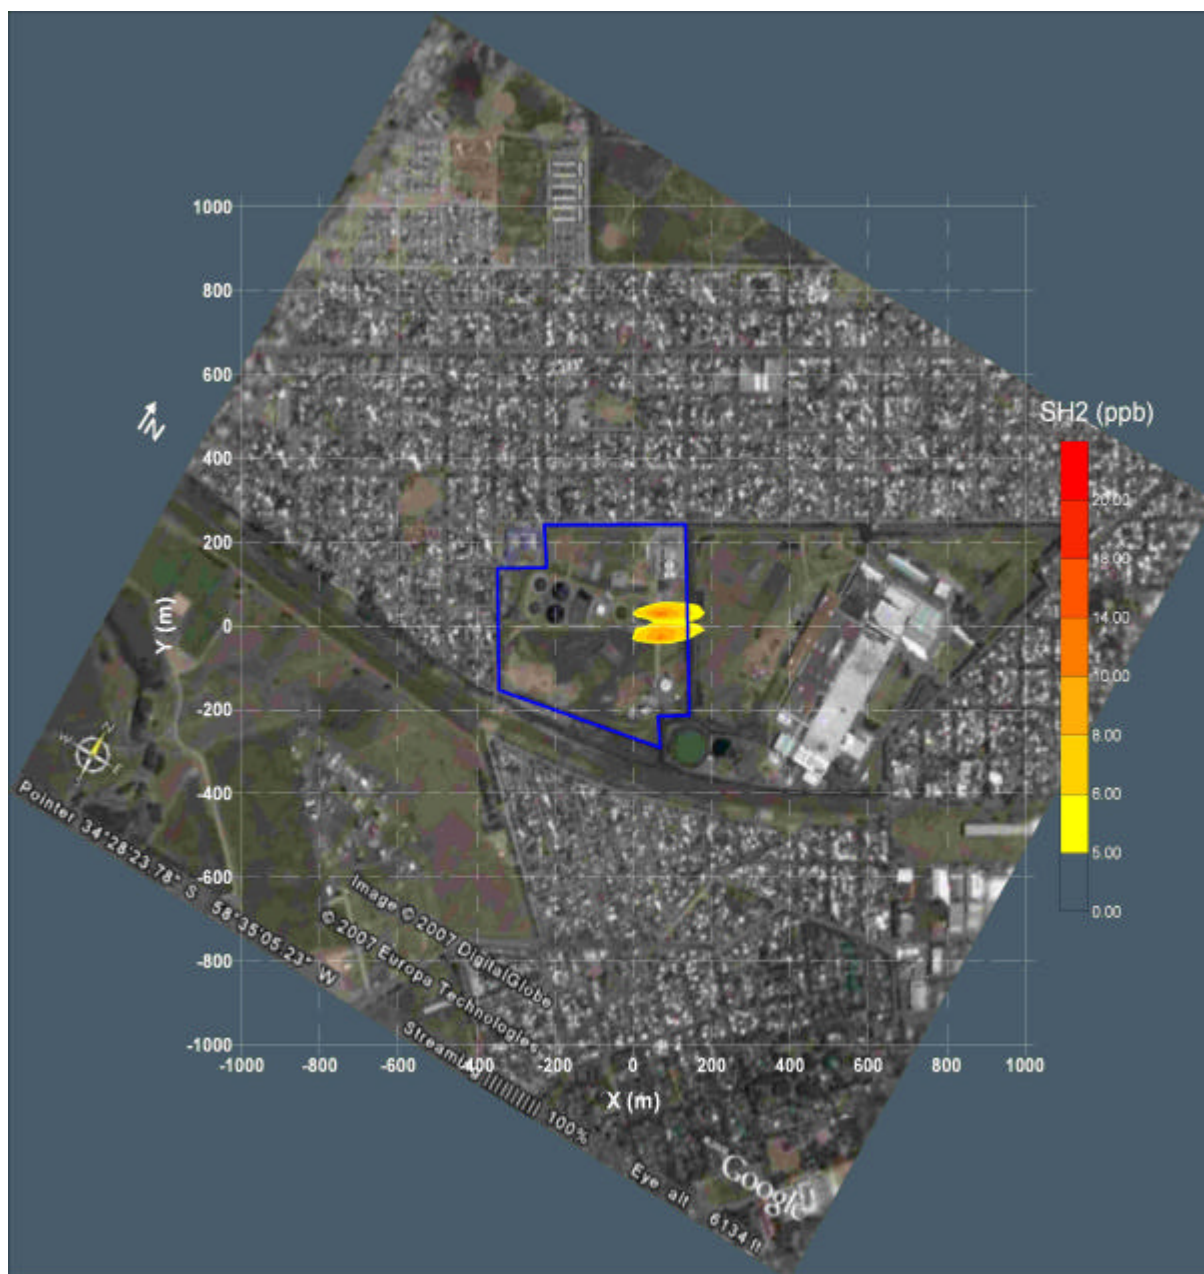 1000
800
600
400
200
0
-200
-400
-600
-800
-1000
Y (m)
-1000 -800 -600 -400 -200 0 200 400 600 800 1000
X (m)
N
SH2 (ppb)
20.00
18.00
14.00
10.00
8.00
6.00
5.00
0.00
N
W
E
Pointer 34°28'23.78" S 58°35'05.23" W
Image © 2007 DigitalGlobe
© 2007 Europa Technologies
Streaming |||||||||| 100%
Eye alt 6134 ft
Google